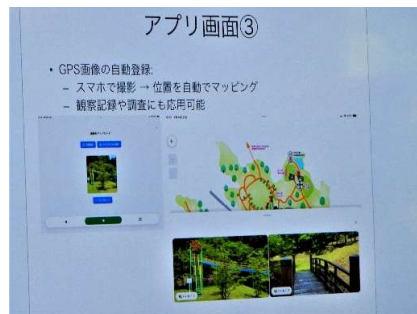 アプリ画面③
• GPS画像の自動登録:
– スマホで撮影 → 位置を自動でマッピング
– 観察記録や調査にも応用可能